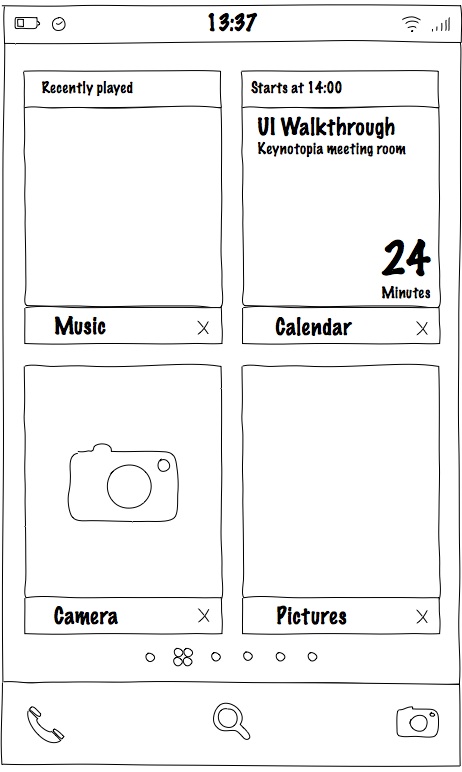 13:37
Recently played
Starts at 14:00
UI Walkthrough
Keynotopia meeting room
24
Minutes
Music X
Calendar X
Camera X
Pictures X